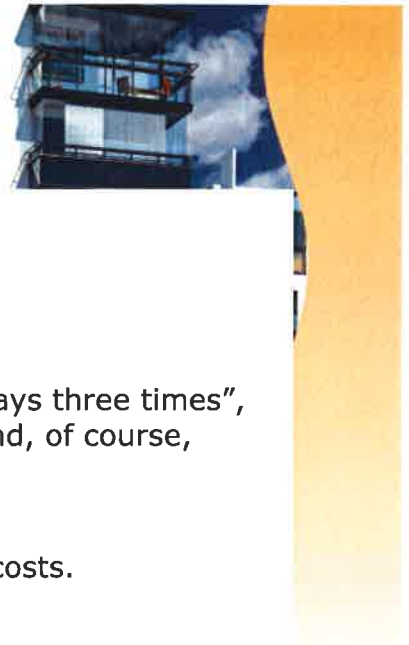 ays three times”,
nd, of course,
costs.